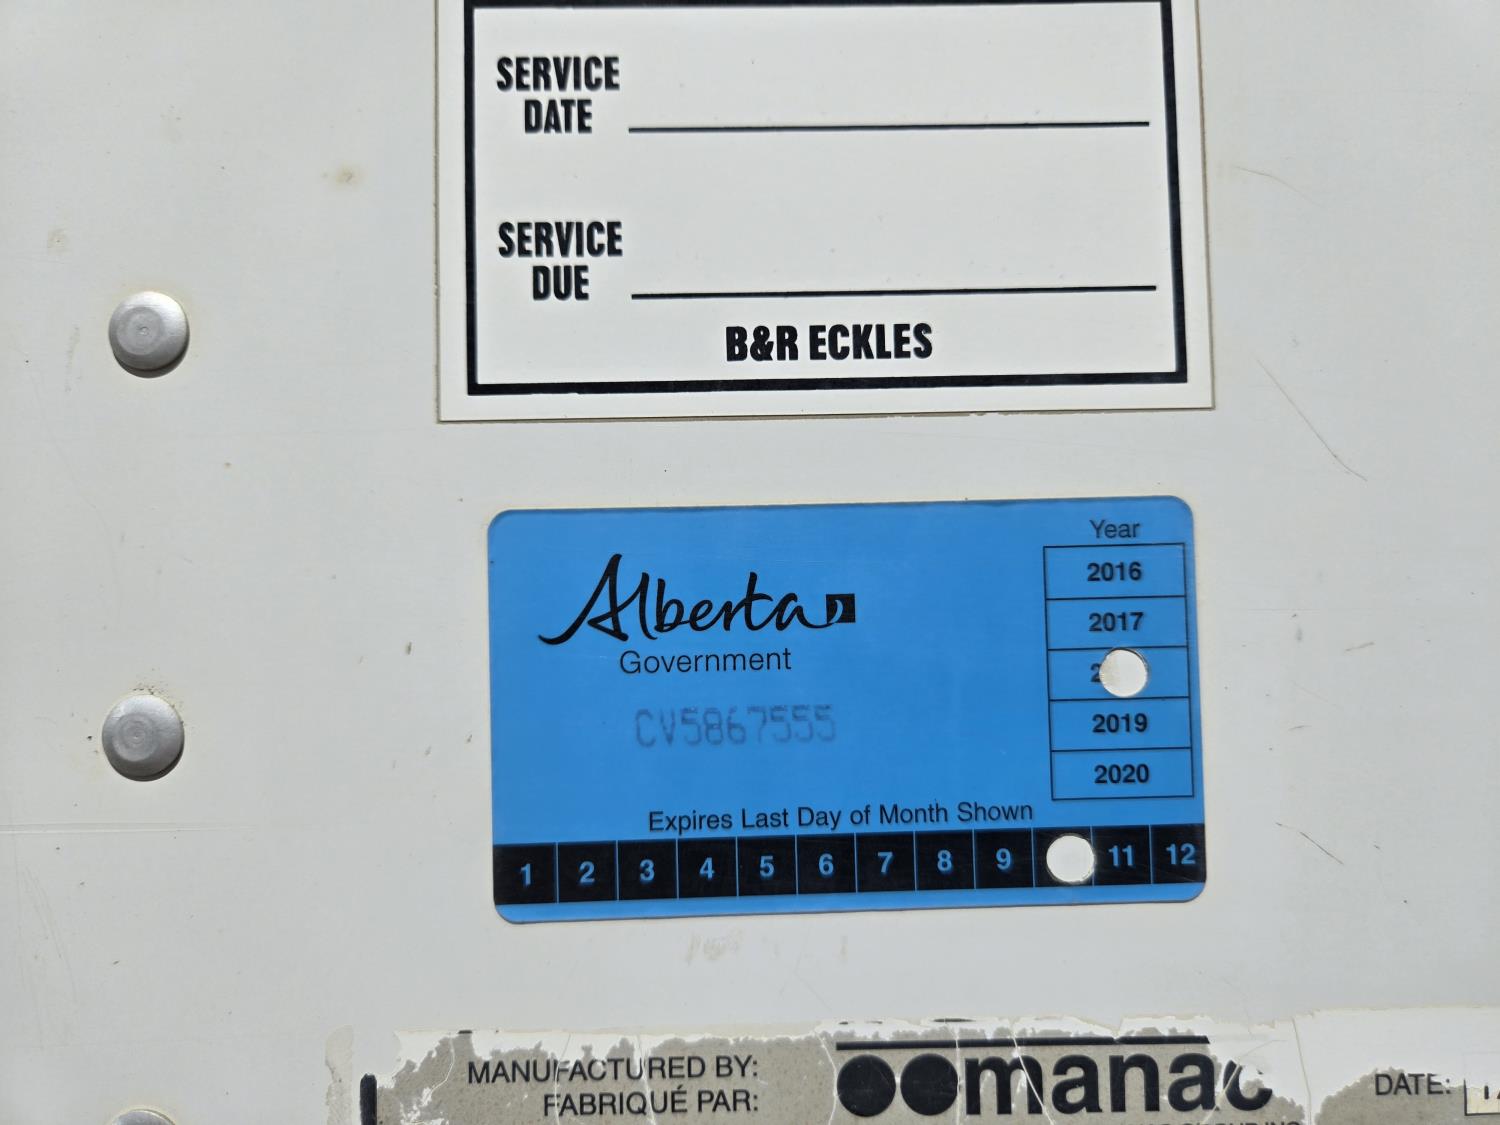 SERVICE
DATE
SERVICE
DUE
B&R ECKLES
Year
2016
2017
2019
2020
Alberta
Government
CV5867555
Expires Last Day of Month Shown
1 2 3 4 5 6 7 8 9 11 12
MANUFACTURED BY:
FABRIQUÉ PAR:
manac
DATE: